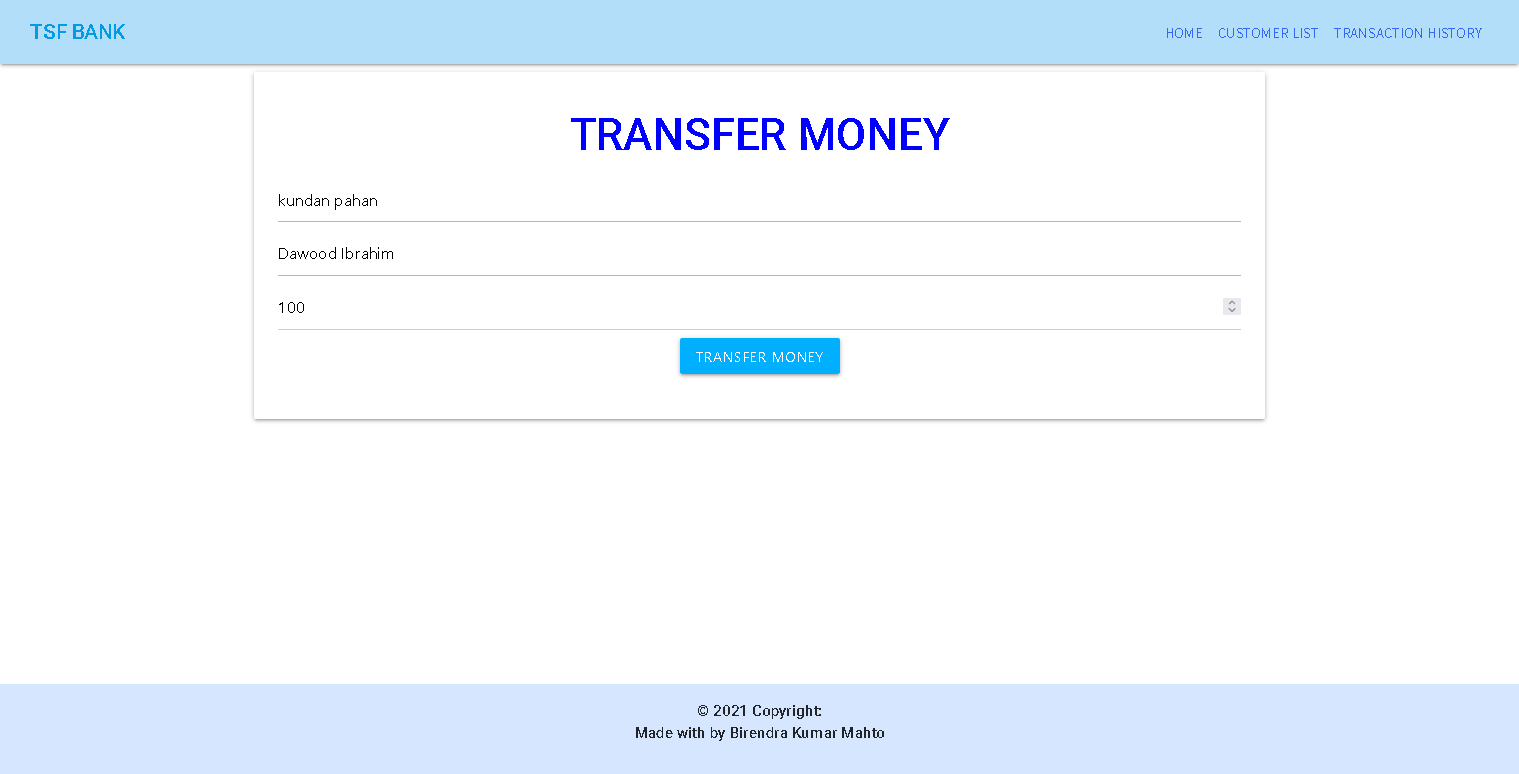 TSF BANK
HOME CUSTOMER LIST TRANSACTION HISTORY
TRANSFER MONEY
kundan pahan
Dawood Ibrahim
100
TRANSFER MONEY
© 2021 Copyright:
Made with by Birendra Kumar Mahto